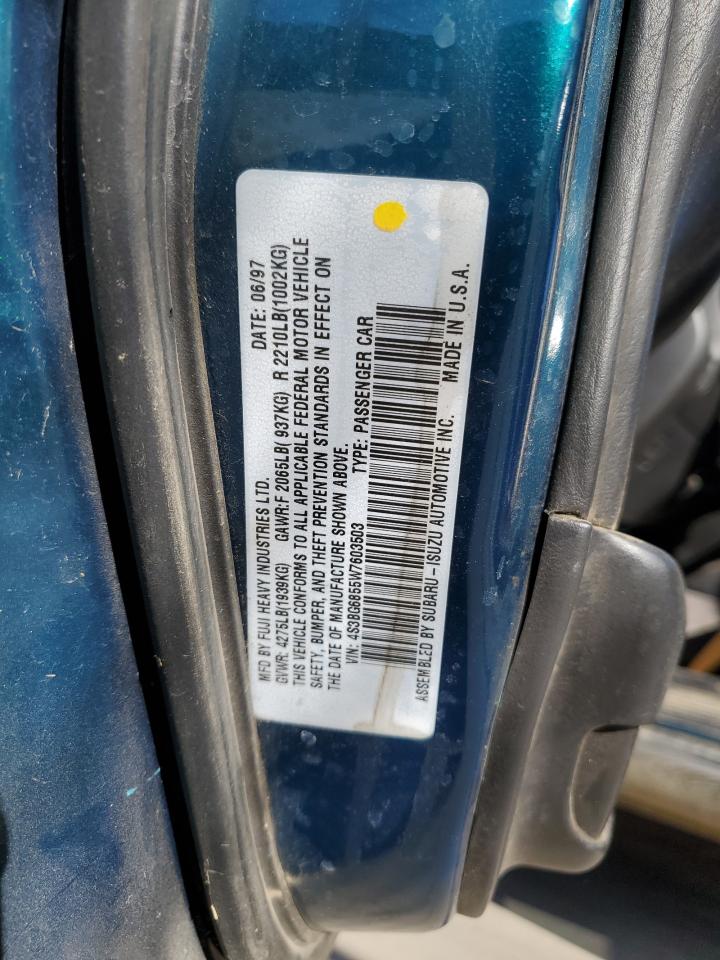 MFD BY FUJI HEAVY INDUSTRIES LTD. DATE: 06/97
GVWR: 4275LB(1939KG) GAWR:F 2065LB( 937KG) R 2210LB(1002KG)
THIS VEHICLE CONFORMS TO ALL APPLICABLE FEDERAL MOTOR VEHICLE
SAFETY, BUMPER, AND THEFT PREVENTION STANDARDS IN EFFECT ON
THE DATE OF MANUFACTURE SHOWN ABOVE.
VIN: 4S3BG6855W7603503 TYPE: PASSENGER CAR
ASSEMBLED BY SUBARU-ISUZU AUTOMOTIVE INC. MADE IN U.S.A.